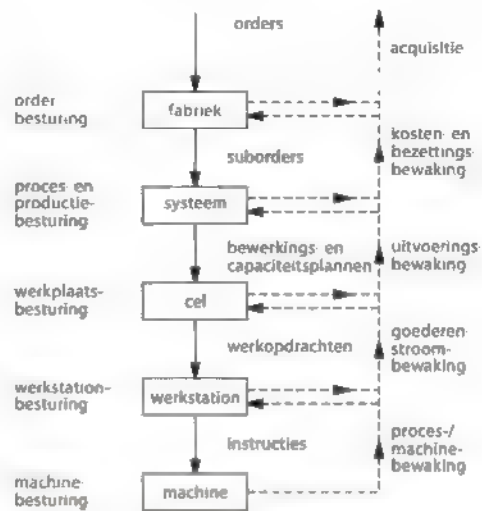 orders
acquisitie
order
besturing
fabriek
kosten en
bezettings-
bewaking
suborders
proces en
productie-
besturing
systeem
bewerkings en
capaciteitsplannen
uitvoerings-
bewaking
werkplaats-
besturing
cel
werkopdrachten
goederen
stroom-
bewaking
werkstation-
besturing
werkstation
instructies
proces-/
machine-
bewaking
machine
besturing
machine